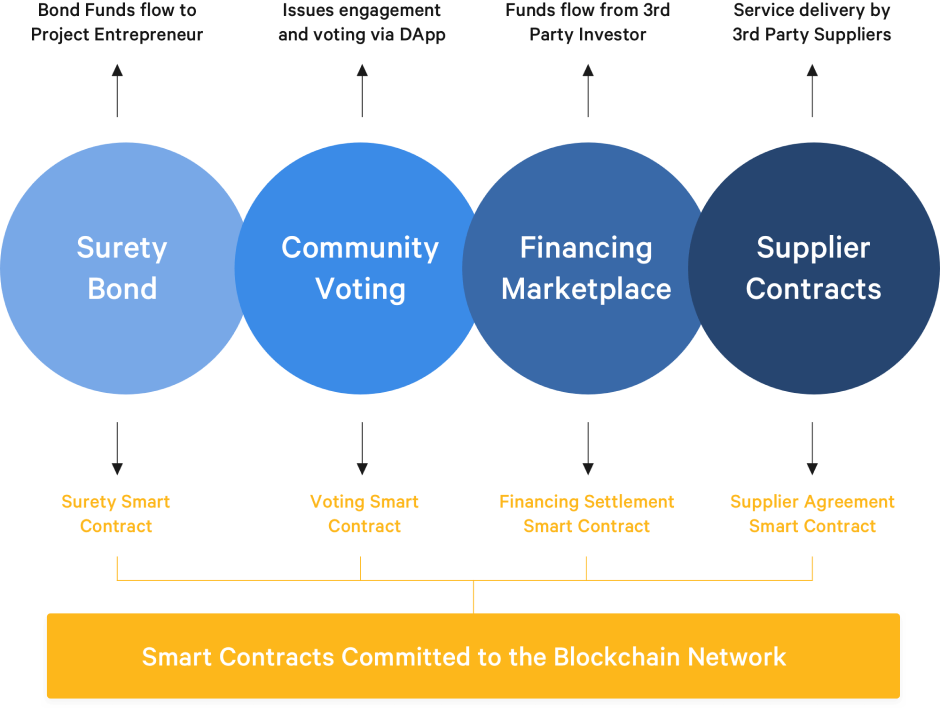 Bond Funds flow to
Project Entrepreneur
Issues engagement
and voting via DApp
Funds flow from 3rd
Party Investor
Service delivery by
3rd Party Suppliers
Surety
Bond
Community
Voting
Financing
Marketplace
Supplier
Contracts
Surety Smart
Contract
Voting Smart
Contract
Financing Settlement
Smart Contract
Supplier Agreement
Smart Contract
Smart Contracts Committed to the Blockchain Network